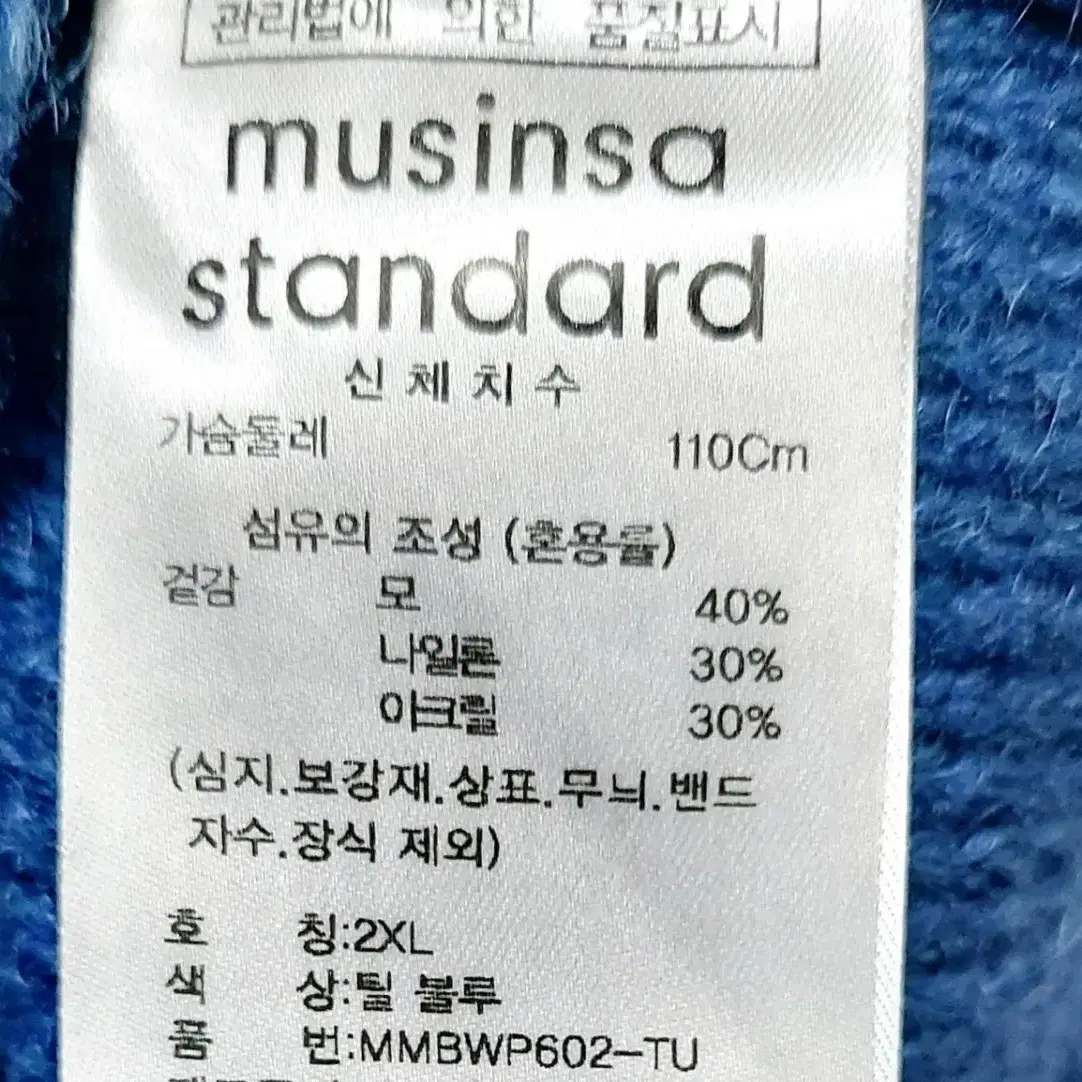 관리법에 의한 품질표시
musinsa
standard
신체치수
가슴둘레 110Cm
섬유의 조성 (혼용률)
겉감 모 40%
나일론 30%
아크릴 30%
(심지.보강재.상표.무늬.밴드
자수.장식 제외)
호 칭:2XL
색 상:틸 블루
품 번:MMBWP602-TU